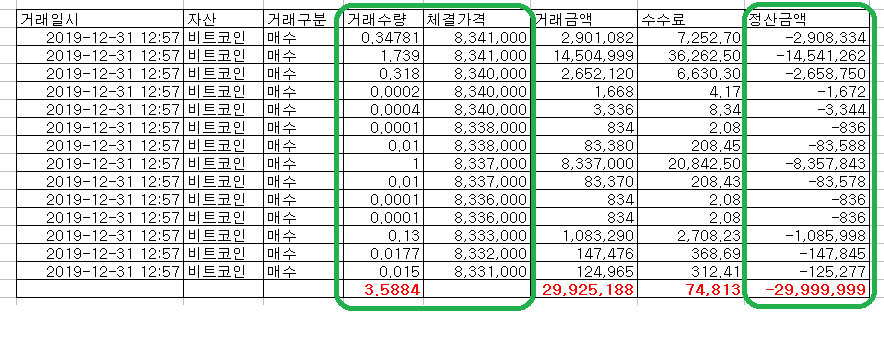 거래일시 자산 거래구분 거래수량 체결가격 거래금액 수수료 정산금액
2019-12-31 12:57 비트코인 매수 0.34781 8,341,000 2,901,082 7,252.70 -2,908,334
2019-12-31 12:57 비트코인 매수 1.739 8,341,000 14,504,999 36,262.50 -14,541,262
2019-12-31 12:57 비트코인 매수 0.318 8,340,000 2,652,120 6,630.30 -2,658,750
2019-12-31 12:57 비트코인 매수 0.0002 8,340,000 1,668 4.17 -1,672
2019-12-31 12:57 비트코인 매수 0.0004 8,340,000 3,336 8.34 -3,344
2019-12-31 12:57 비트코인 매수 0.0001 8,338,000 834 2.08 -836
2019-12-31 12:57 비트코인 매수 0.01 8,338,000 83,380 208.45 -83,588
2019-12-31 12:57 비트코인 매수 1 8,337,000 8,337,000 20,842.50 -8,357,843
2019-12-31 12:57 비트코인 매수 0.01 8,337,000 83,370 208.43 -83,578
2019-12-31 12:57 비트코인 매수 0.0001 8,336,000 834 2.08 -836
2019-12-31 12:57 비트코인 매수 0.0001 8,336,000 834 2.08 -836
2019-12-31 12:57 비트코인 매수 0.13 8,333,000 1,083,290 2,708.23 -1,085,998
2019-12-31 12:57 비트코인 매수 0.0177 8,332,000 147,476 368.69 -147,845
2019-12-31 12:57 비트코인 매수 0.015 8,331,000 124,965 312.41 -125,277
3.5884 29,925,188 74,813 -29,999,999